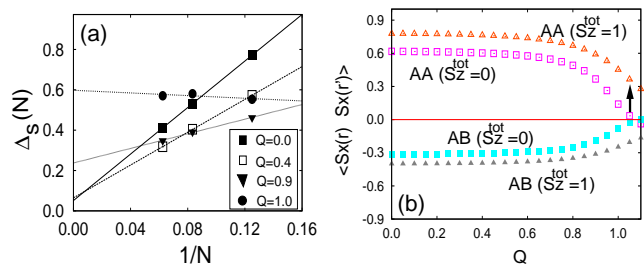 (a)
Δs(N)
1.0
0.8
0.6
0.4
0.2
0.0
Q=0.0
Q=0.4
Q=0.9
Q=1.0
0.00 0.04 0.08 0.12 0.16
1/N
<Sx(r) Sx(r')>
0.9
0.6
0.3
0.0
-0.3
-0.6
-0.9
AA (Sz^tot=1)
AA (Sz^tot=0)
AB (Sz^tot=0)
AB (Sz^tot=1)
(b)
0.0 0.2 0.4 0.6 0.8 1.0
Q